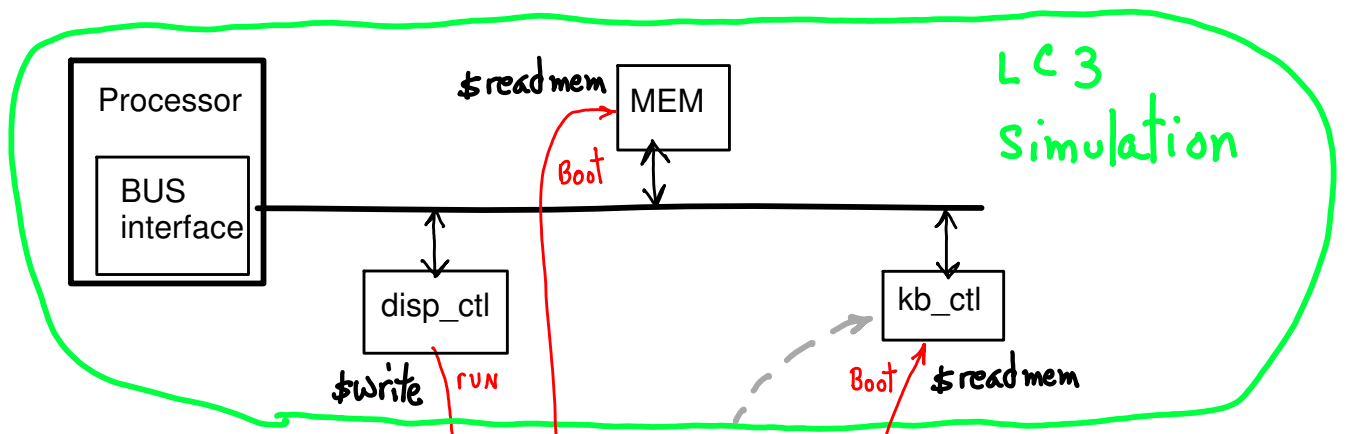 Processor
BUS
interface
$readmem
MEM
Boot
LC3
Simulation
disp_ctl
$write
run
kb_ctl
Boot
$readmem